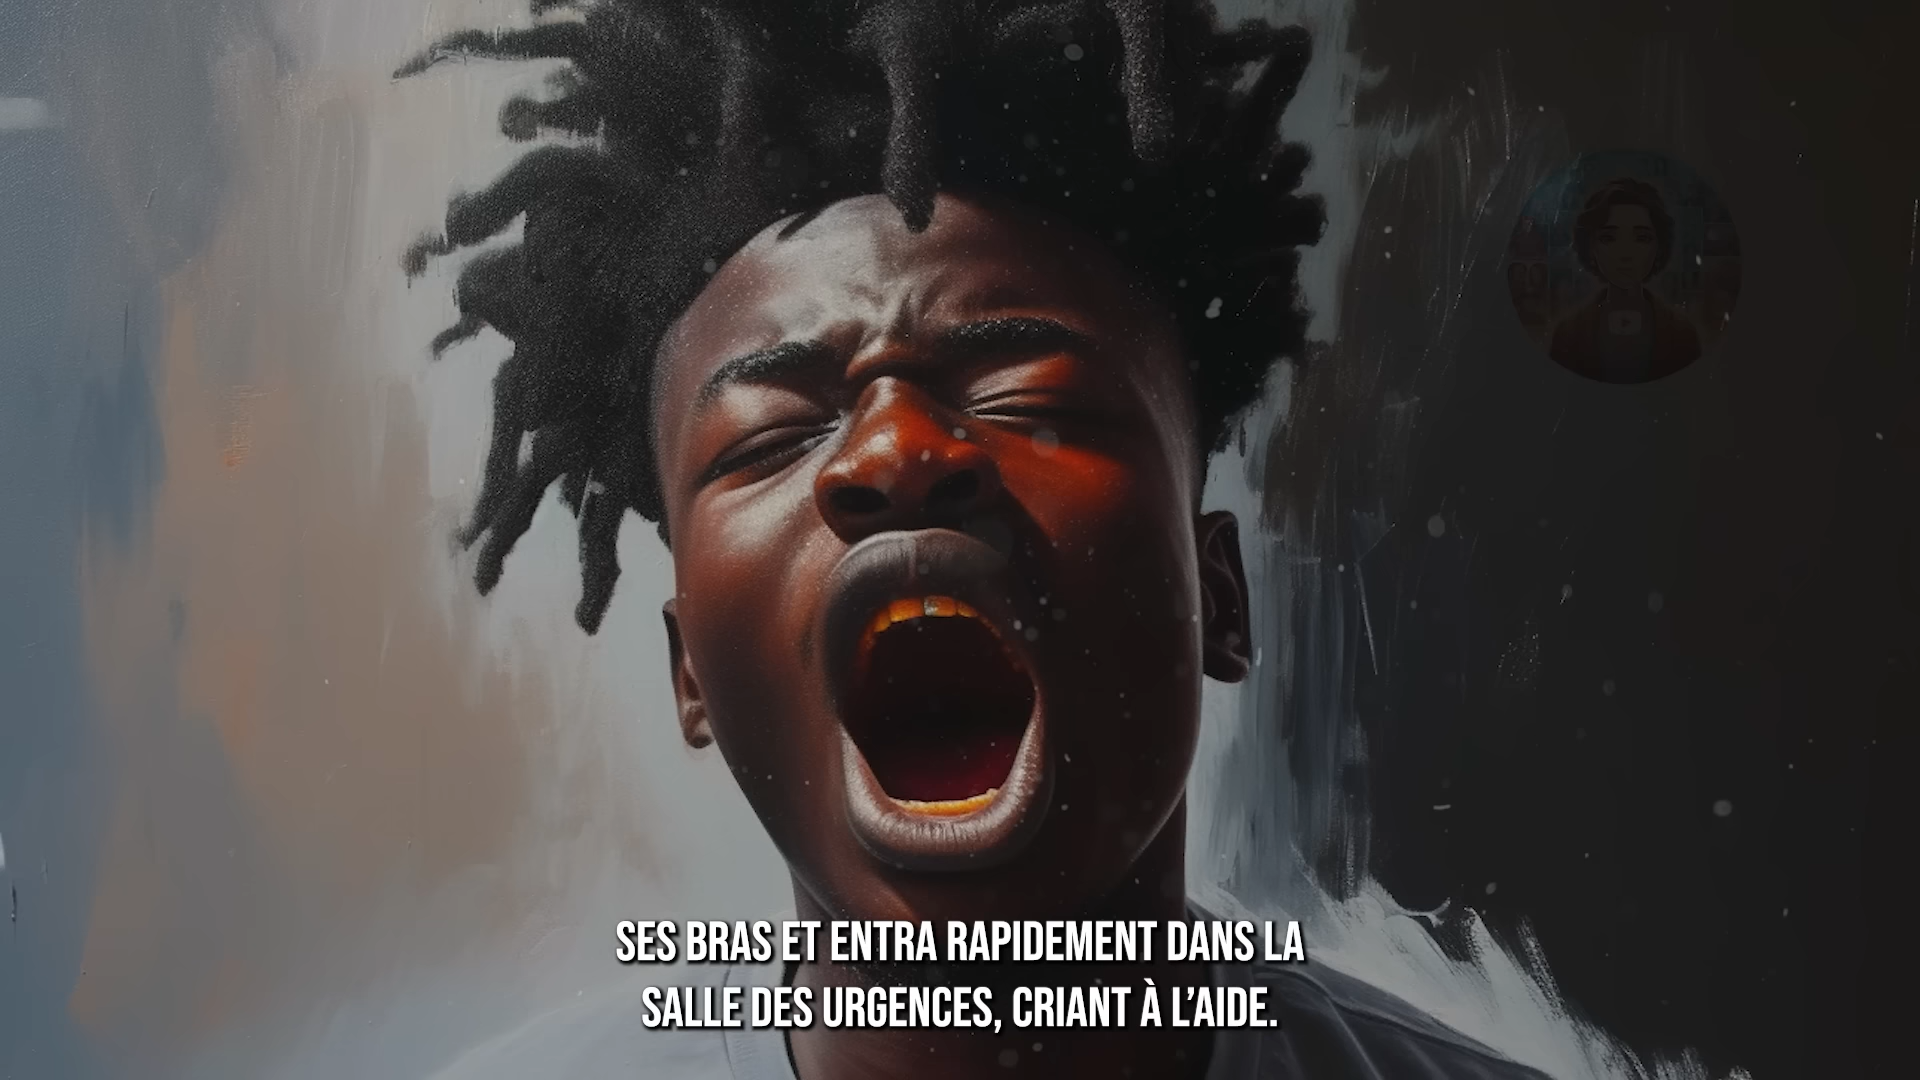 SES BRAS ET ENTRA RAPIDEMENT DANS LA
SALLE DES URGENCES, CRIANT À L’AIDE.